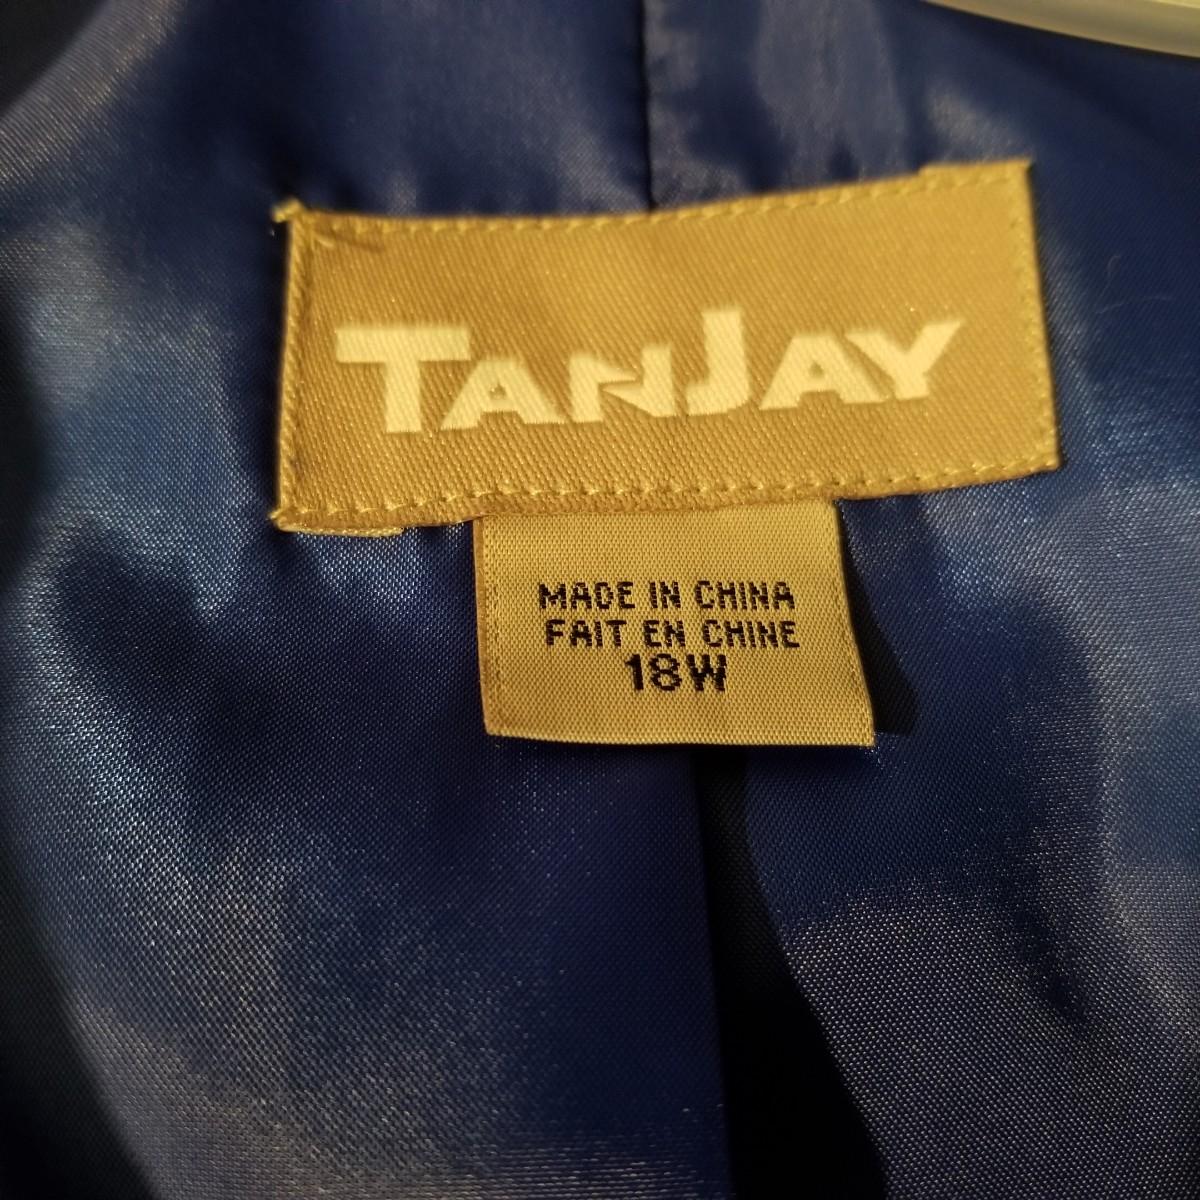 TANJAY
MADE IN CHINA
FAIT EN CHINE
18W